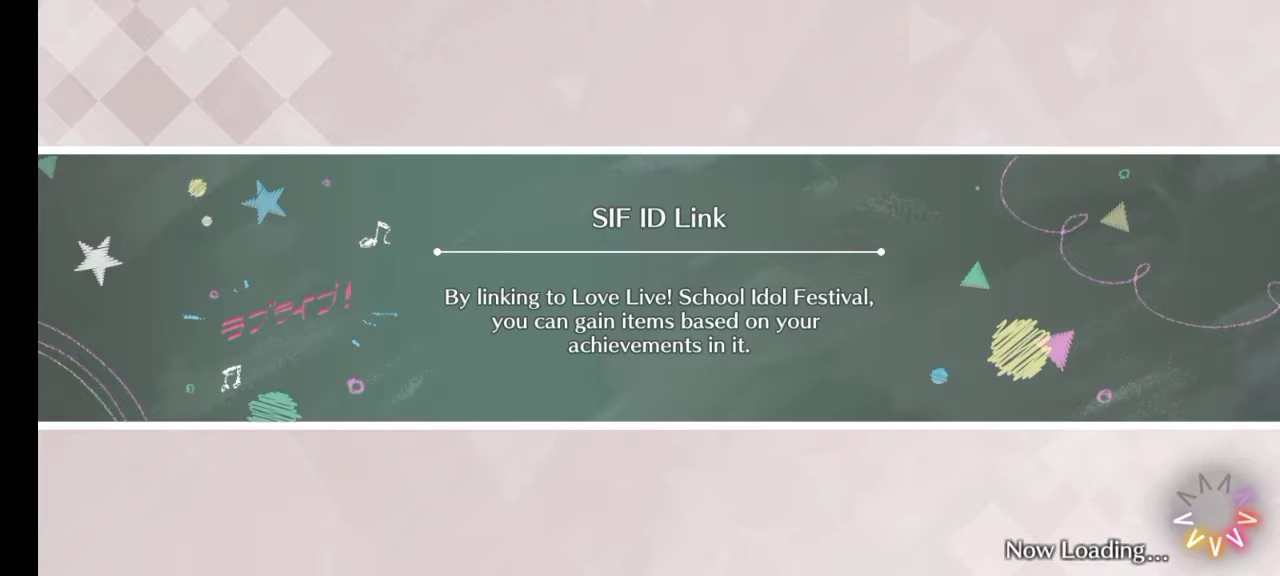 SIF ID Link
By linking to Love Live! School Idol Festival,
you can gain items based on your
achievements in it.
ラブライブ!
Now Loading...